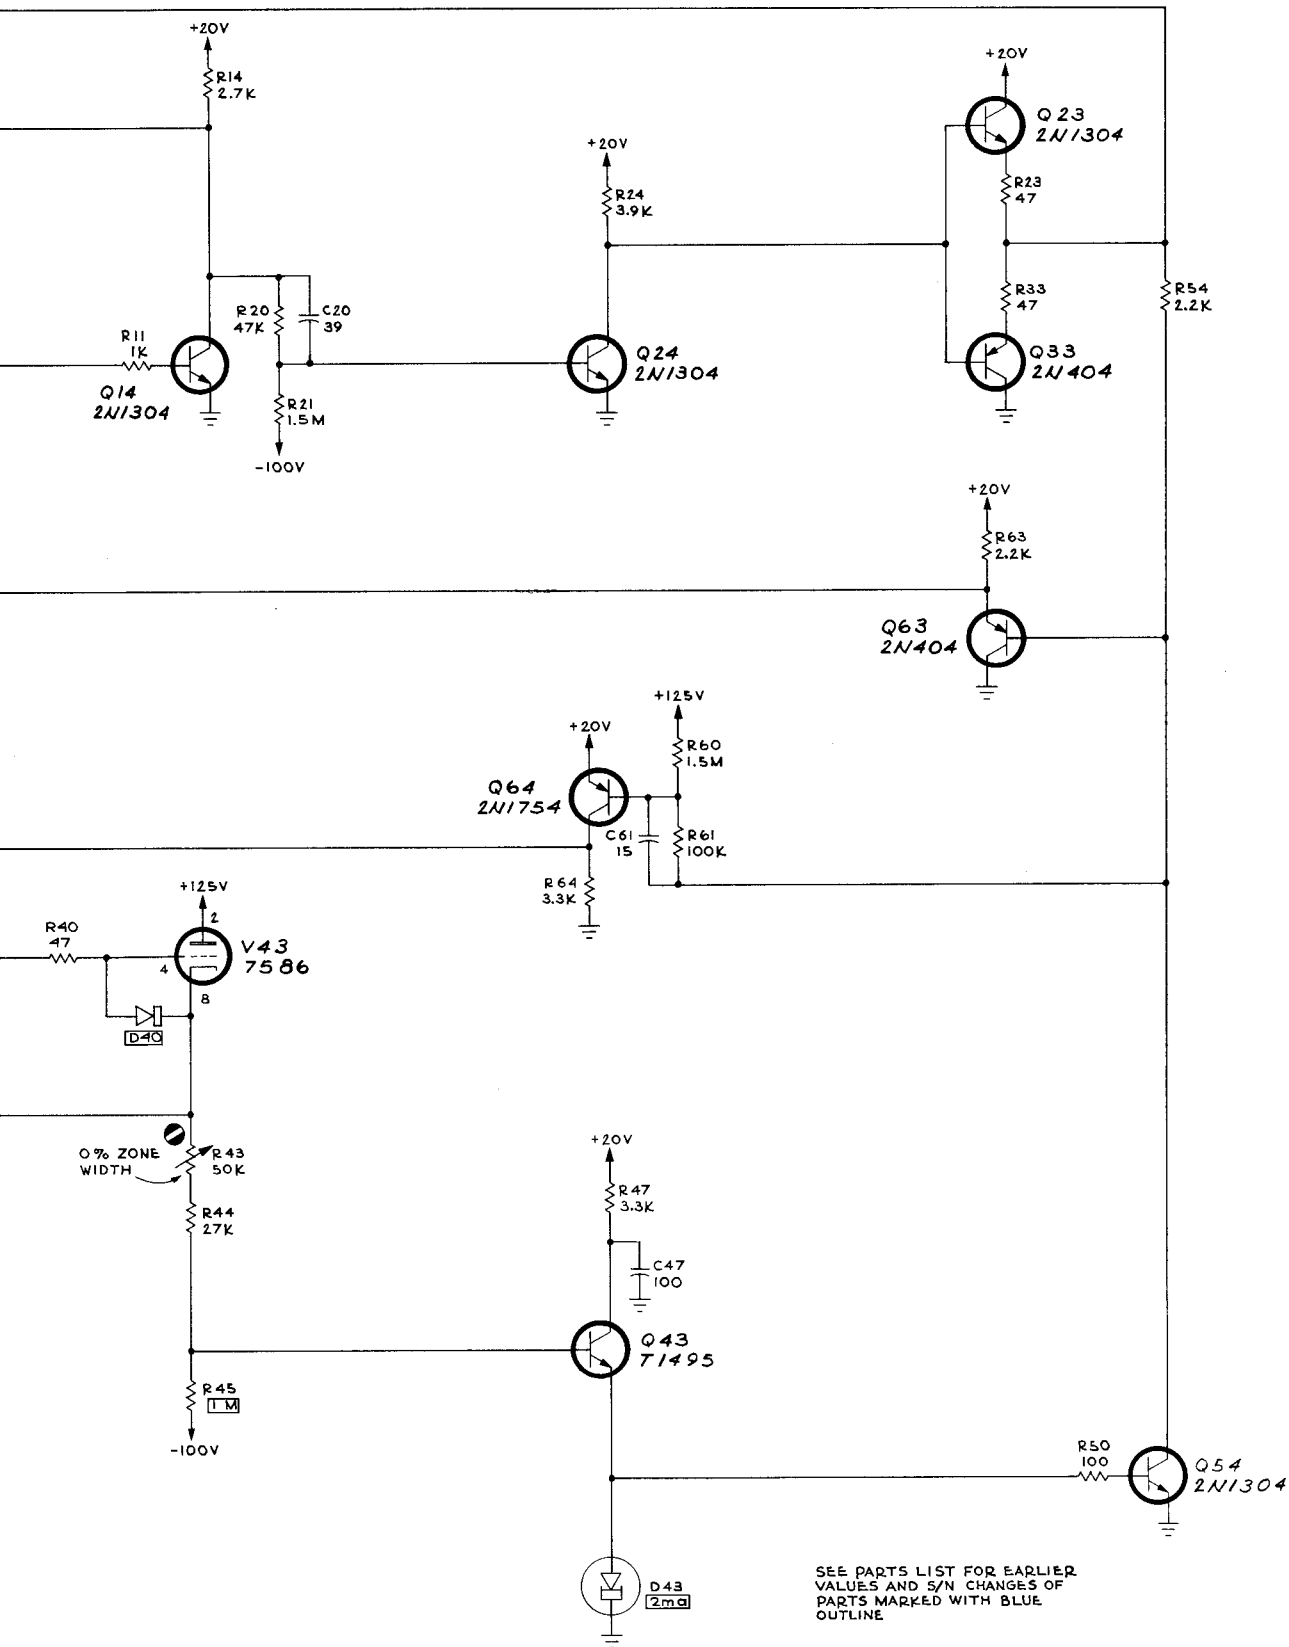 +20V
R14
2.7K
+20V
Q23
2N1304
+20V
R23
47
R24
3.9K
R33
47
R54
2.2K
R20
47K
C20
39
R11
1K
Q14
2N1304
Q24
2N1304
Q33
2N404
R21
1.5M
-100V
+20V
R63
2.2K
Q63
2N404
+125V
+20V
R60
1.5M
Q64
2N1754
C61
15
R61
100K
R64
3.3K
+125V
2
R40
47
V43
7586
4
8
D40
0% ZONE
WIDTH
R43
50K
R44
27K
+20V
R47
3.3K
C47
100
Q43
T1495
R45
1 M
-100V
R50
100
Q54
2N1304
D43
2ma
SEE PARTS LIST FOR EARLIER
VALUES AND S/N CHANGES OF
PARTS MARKED WITH BLUE
OUTLINE